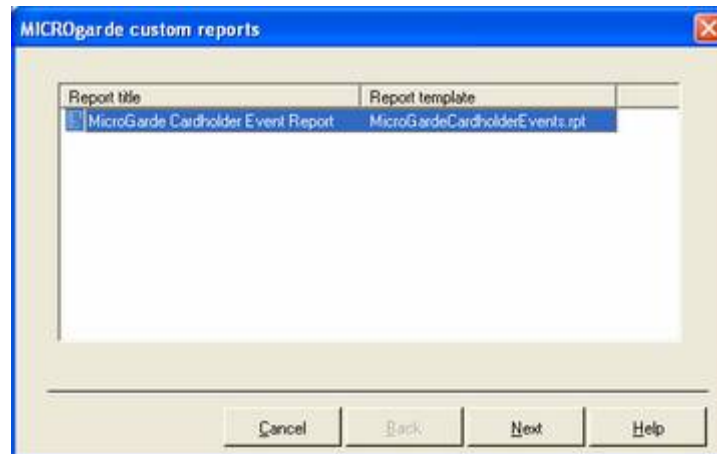 MICROgarde custom reports
Report title Report template
MicroGarde Cardholder Event Report MicroGardeCardholderEvents.rpt
Cancel Back Next Help